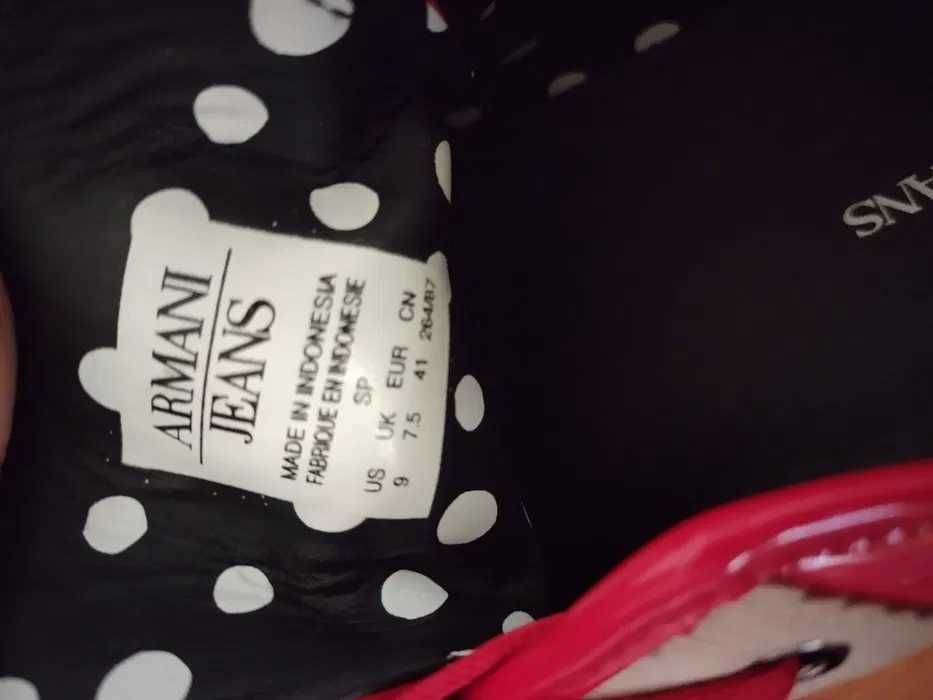 ARMANI
JEANS
MADE IN INDONESIA
FABRIQUE EN INDONESIE
SP
US UK EUR CN
9 7.5 41 264/87
ANS